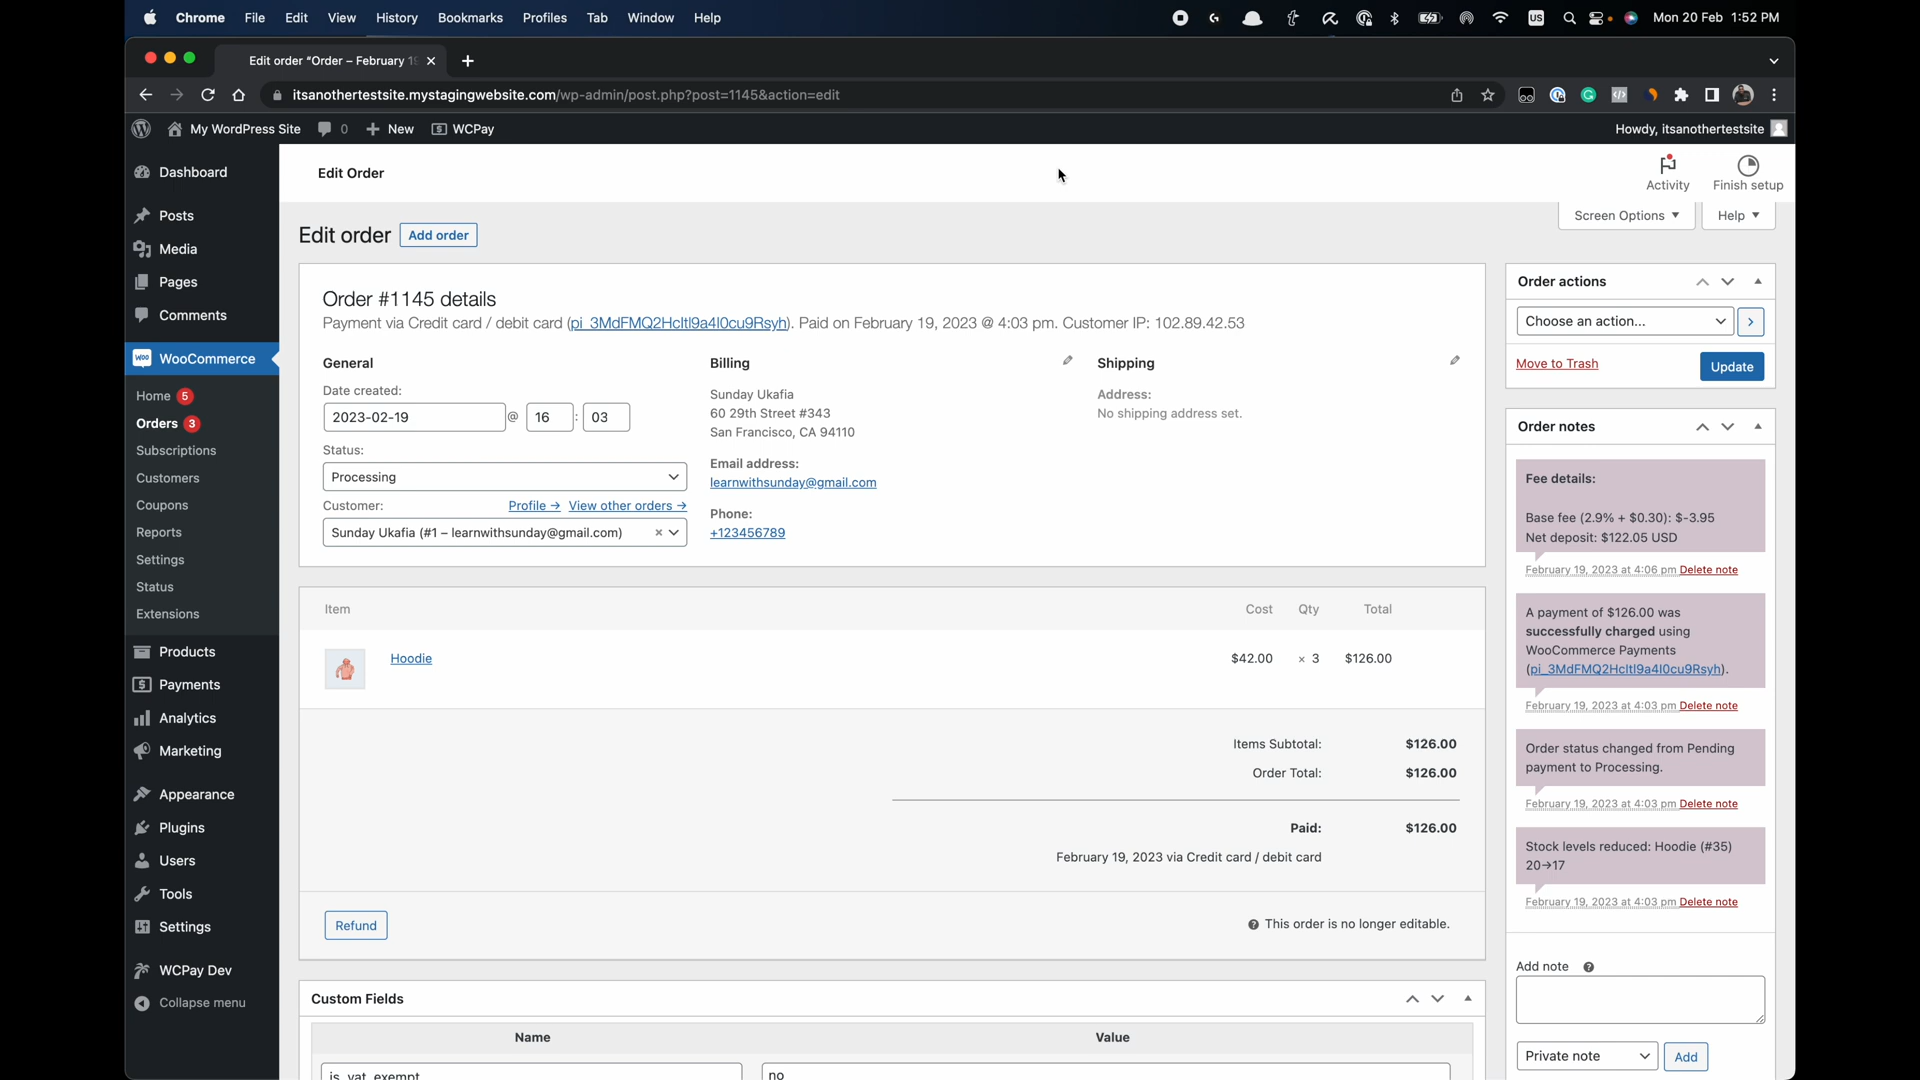 Chrome File Edit View History Bookmarks Profiles Tab Window Help
US
Mon 20 Feb 1:52 PM
Edit order "Order – February 19
itsanothertestsite.mystagingwebsite.com/wp-admin/post.php?post=1145&action=edit
My WordPress Site 0 New WCPay
Howdy, itsanothertestsite
Dashboard
Posts
Media
Pages
Comments
WooCommerce
Home 5
Orders 3
Subscriptions
Customers
Coupons
Reports
Settings
Status
Extensions
Products
Payments
Analytics
Marketing
Appearance
Plugins
Users
Tools
Settings
WCPay Dev
Collapse menu
Edit Order
Activity
Finish setup
Screen Options
Help
Edit order Add order
Order #1145 details
Payment via Credit card / debit card (pi_3MdFMQ2HcItI9a4I0cu9Rsyh). Paid on February 19, 2023 @ 4:03 pm. Customer IP: 102.89.42.53
General
Date created:
2023-02-19 @ 16 : 03
Status:
Processing
Customer: Profile → View other orders →
Sunday Ukafia (#1 – learnwithsunday@gmail.com) ×
Billing
Sunday Ukafia
60 29th Street #343
San Francisco, CA 94110
Email address:
learnwithsunday@gmail.com
Phone:
+123456789
Shipping
Address:
No shipping address set.
Item Cost Qty Total
Hoodie $42.00 × 3 $126.00
Items Subtotal: $126.00
Order Total: $126.00
Paid: $126.00
February 19, 2023 via Credit card / debit card
Refund
This order is no longer editable.
Custom Fields
Name Value
is_vat_exempt no
Order actions
Choose an action...
Move to Trash Update
Order notes
Fee details:
Base fee (2.9% + $0.30): $-3.95
Net deposit: $122.05 USD
February 19, 2023 at 4:06 pm Delete note
A payment of $126.00 was
successfully charged using
WooCommerce Payments
(pi_3MdFMQ2HcItI9a4I0cu9Rsyh).
February 19, 2023 at 4:03 pm Delete note
Order status changed from Pending
payment to Processing.
February 19, 2023 at 4:03 pm Delete note
Stock levels reduced: Hoodie (#35)
20→17
February 19, 2023 at 4:03 pm Delete note
Add note
Private note Add